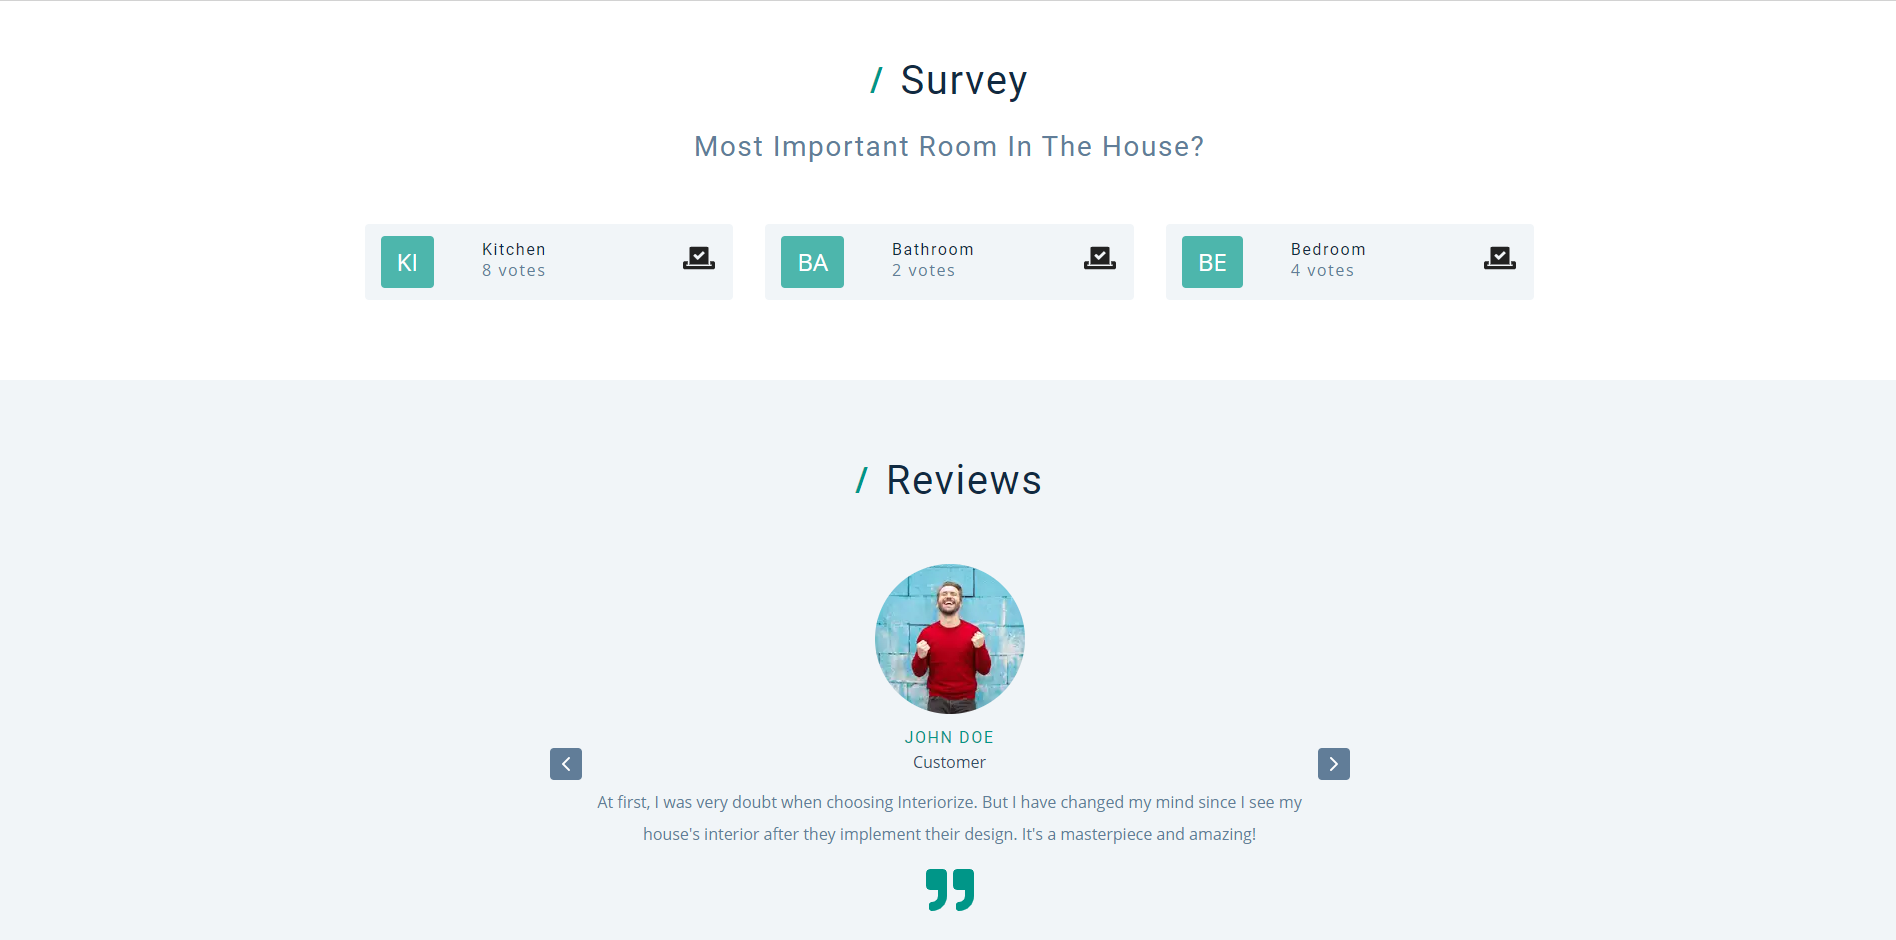 / Survey
Most Important Room In The House?
KI
Kitchen
8 votes
BA
Bathroom
2 votes
BE
Bedroom
4 votes
/ Reviews
JOHN DOE
Customer
At first, I was very doubt when choosing Interiorize. But I have changed my mind since I see my
house's interior after they implement their design. It's a masterpiece and amazing!